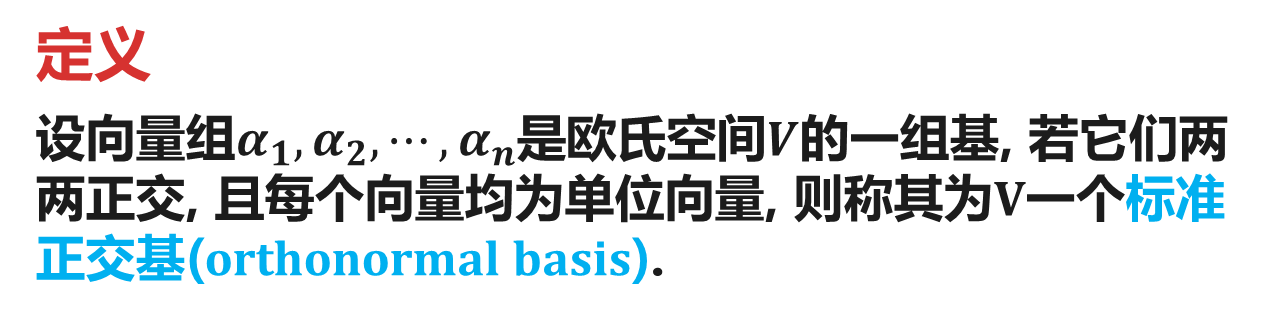 定义
设向量组α₁, α₂, ⋯, αₙ是欧氏空间V的一组基, 若它们两
两正交, 且每个向量均为单位向量, 则称其为V一个标准
正交基(orthonormal basis).